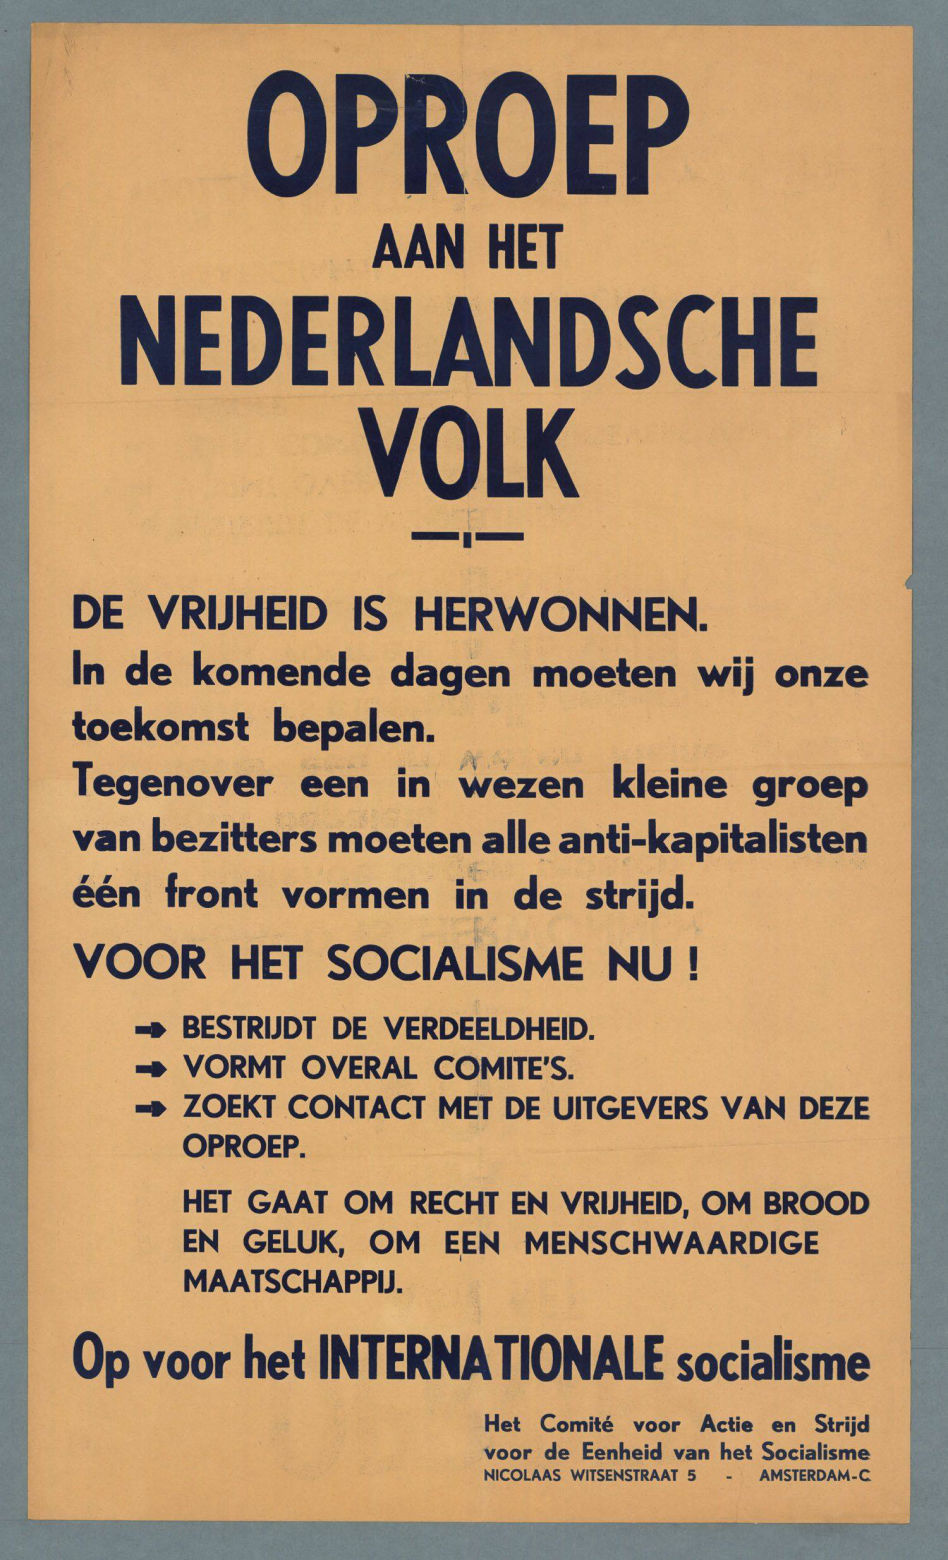 OPROEP
AAN HET
NEDERLANDSCHE
VOLK
DE VRIJHEID IS HERWONNEN.
In de komende dagen moeten wij onze
toekomst bepalen.
Tegenover een in wezen kleine groep
van bezitters moeten alle anti-kapitalisten
één front vormen in de strijd.
VOOR HET SOCIALISME NU !
BESTRIJDT DE VERDEELDHEID.
VORMT OVERAL COMITE'S.
ZOEKT CONTACT MET DE UITGEVERS VAN DEZE
OPROEP.
HET GAAT OM RECHT EN VRIJHEID, OM BROOD
EN GELUK, OM EEN MENSCHWAARDIGE
MAATSCHAPPIJ.
Op voor het INTERNATIONALE socialisme
Het Comité voor Actie en Strijd
voor de Eenheid van het Socialisme
NICOLAAS WITSENSTRAAT 5 - AMSTERDAM-C